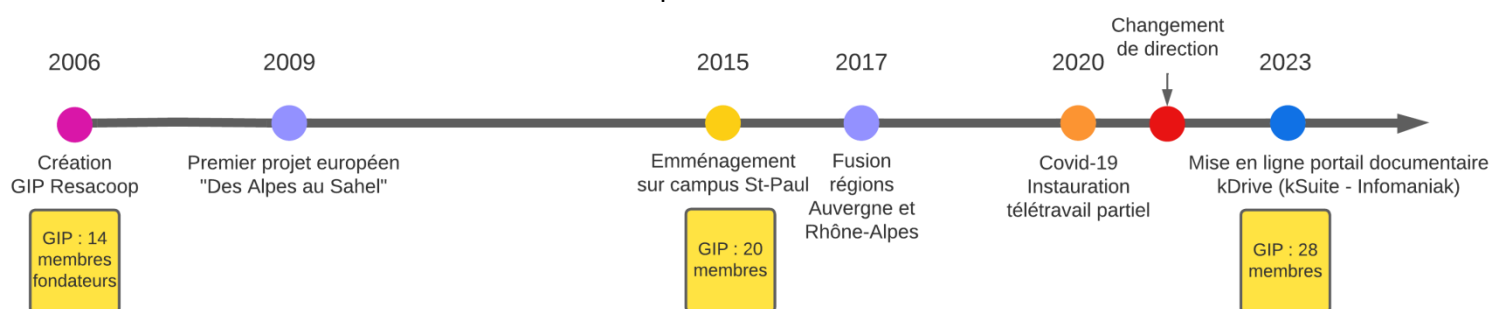 2006
Création
GIP Resacoop
GIP : 14
membres
fondateurs
2009
Premier projet européen
"Des Alpes au Sahel"
2015
Emménagement
sur campus St-Paul
GIP : 20
membres
2017
Fusion
régions
Auvergne et
Rhône-Alpes
2020
Covid-19
Instauration
télétravail partiel
Changement
de direction
2023
Mise en ligne portail documentaire
kDrive (kSuite - Infomaniak)
GIP : 28
membres